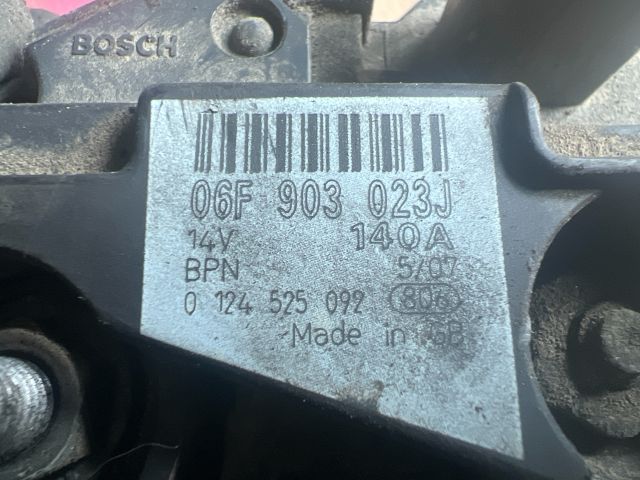 BOSCH
06F 903 023J
14V 140A
BPN 5/07
0 124 525 092 806
Made in GB